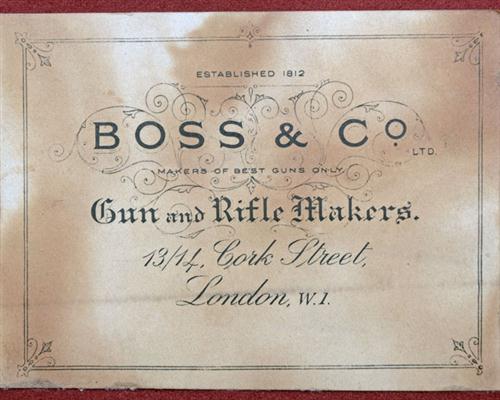 ESTABLISHED 1812
BOSS & Co. LTD.
MAKERS OF BEST GUNS ONLY
Gun and Rifle Makers.
13/14, Cork Street,
London, W.1.